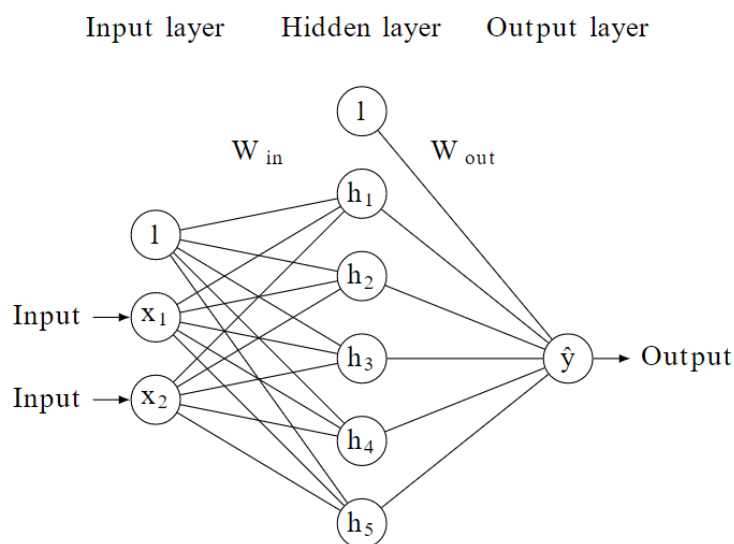 Input layer Hidden layer Output layer
1
W in W out
h1
1
h2
Input x1
h3 ŷ Output
Input x2
h4
h5